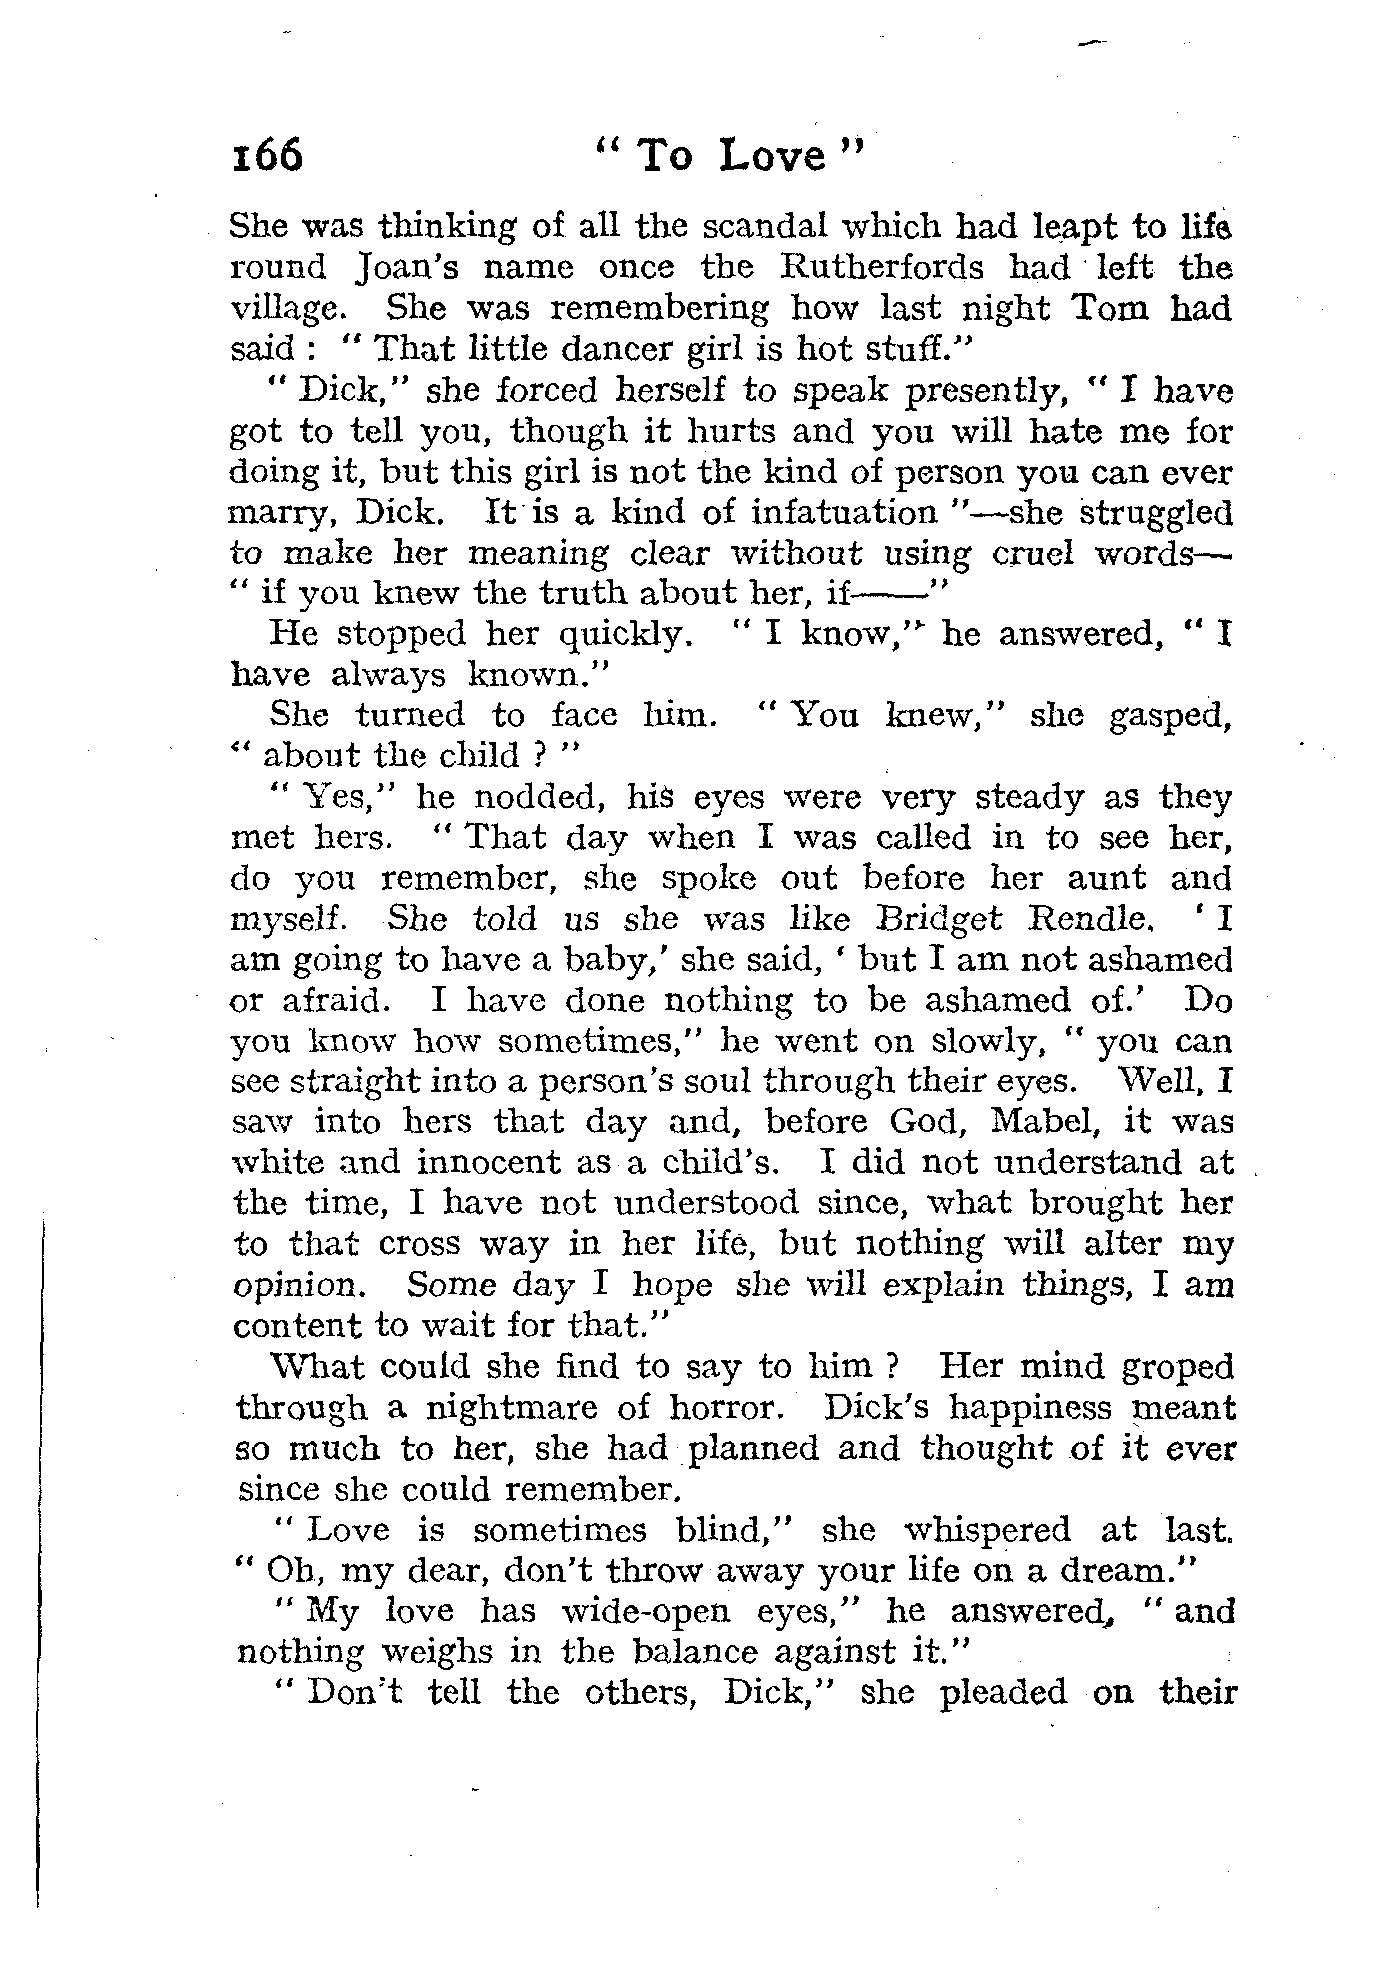 166 " To Love "
She was thinking of all the scandal which had leapt to life
round Joan's name once the Rutherfords had left the
village. She was remembering how last night Tom had
said : " That little dancer girl is hot stuff."
" Dick," she forced herself to speak presently, " I have
got to tell you, though it hurts and you will hate me for
doing it, but this girl is not the kind of person you can ever
marry, Dick. It is a kind of infatuation "—she struggled
to make her meaning clear without using cruel words—
" if you knew the truth about her, if——"
He stopped her quickly. " I know," he answered, " I
have always known."
She turned to face him. " You knew," she gasped,
" about the child ? "
" Yes," he nodded, his eyes were very steady as they
met hers. " That day when I was called in to see her,
do you remember, she spoke out before her aunt and
myself. She told us she was like Bridget Rendle. ' I
am going to have a baby,' she said, ' but I am not ashamed
or afraid. I have done nothing to be ashamed of.' Do
you know how sometimes," he went on slowly, " you can
see straight into a person's soul through their eyes. Well, I
saw into hers that day and, before God, Mabel, it was
white and innocent as a child's. I did not understand at
the time, I have not understood since, what brought her
to that cross way in her life, but nothing will alter my
opinion. Some day I hope she will explain things, I am
content to wait for that."
What could she find to say to him ? Her mind groped
through a nightmare of horror. Dick's happiness meant
so much to her, she had planned and thought of it ever
since she could remember.
" Love is sometimes blind," she whispered at last.
" Oh, my dear, don't throw away your life on a dream."
" My love has wide-open eyes," he answered, " and
nothing weighs in the balance against it."
" Don't tell the others, Dick," she pleaded on their